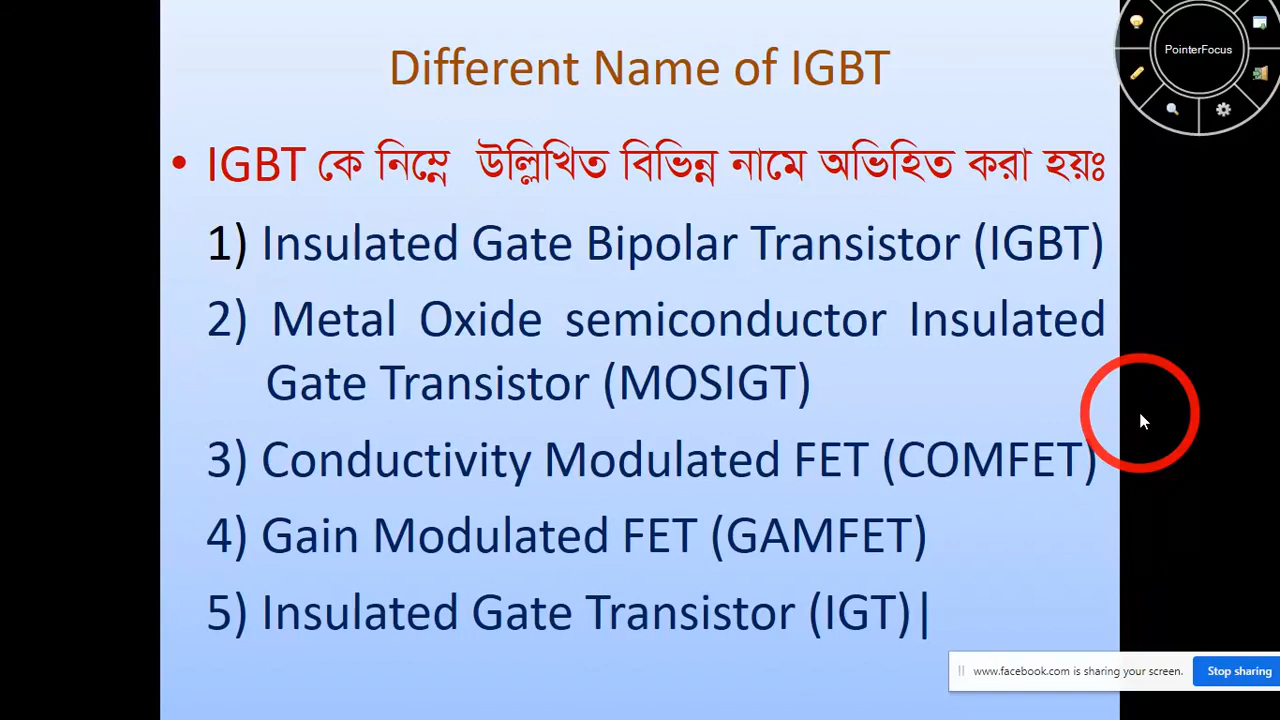 Different Name of IGBT
PointerFocus
• IGBT কে নিম্নে উল্লিখিত বিভিন্ন নামে অভিহিত করা হয়ঃ
1) Insulated Gate Bipolar Transistor (IGBT)
2) Metal Oxide semiconductor Insulated
Gate Transistor (MOSIGT)
3) Conductivity Modulated FET (COMFET)
4) Gain Modulated FET (GAMFET)
5) Insulated Gate Transistor (IGT)|
www.facebook.com is sharing your screen.
Stop sharing